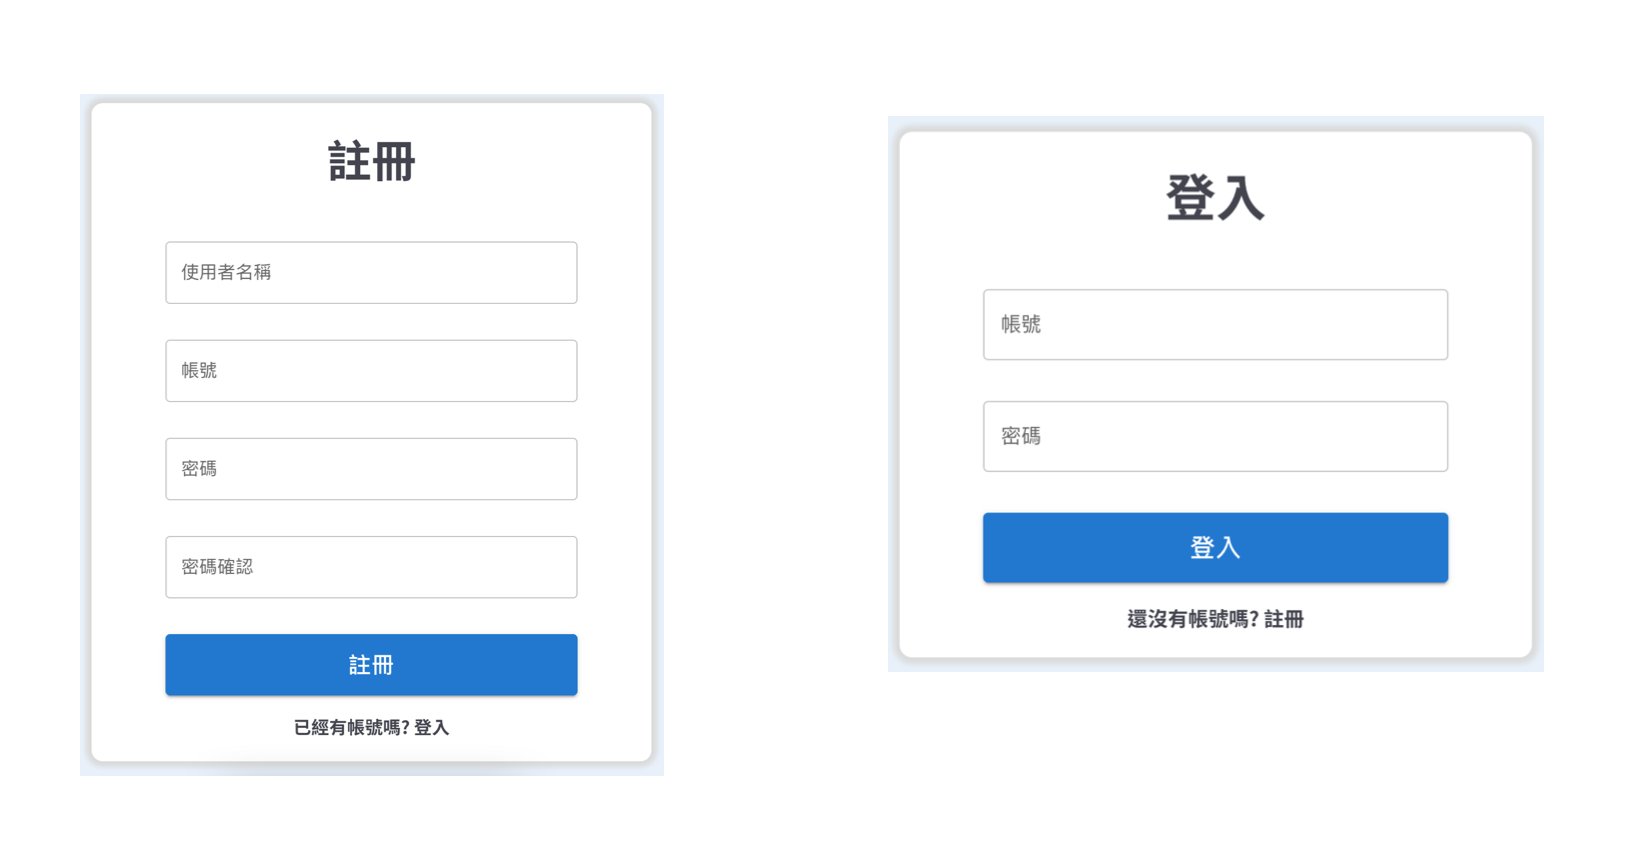 註冊
使用者名稱
帳號
密碼
密碼確認
註冊
已經有帳號嗎? 登入
登入
帳號
密碼
登入
還沒有帳號嗎? 註冊